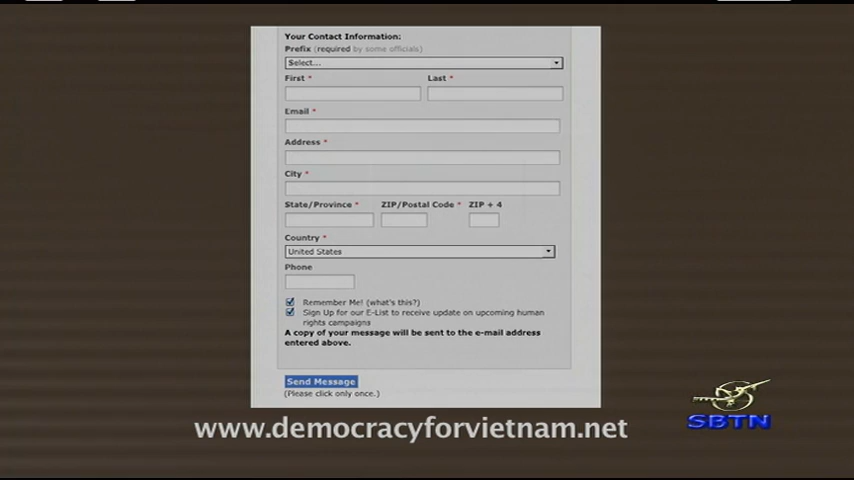 Your Contact Information:
Prefix (required by some officials)
Select...
First * Last *
Email *
Address *
City *
State/Province * ZIP/Postal Code * ZIP + 4
Country *
United States
Phone
Remember Me! (what's this?)
Sign Up for our E-List to receive update on upcoming human
rights campaigns
A copy of your message will be sent to the e-mail address
entered above.
Send Message
(Please click only once.)
www.democracyforvietnam.net
SBTN